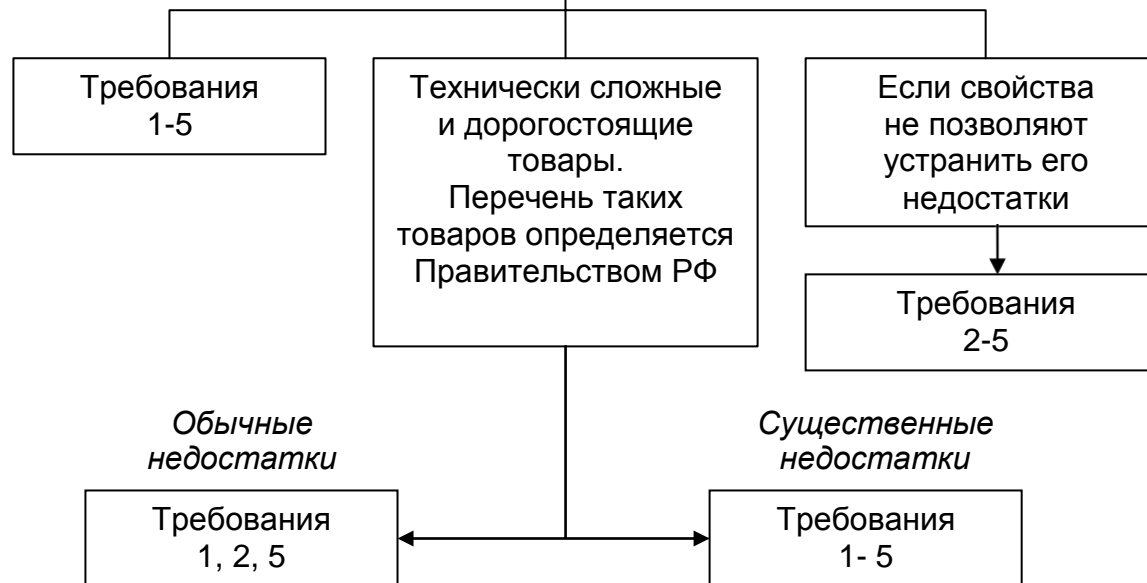 Требования
1-5
Технически сложные
и дорогостоящие
товары.
Перечень таких
товаров определяется
Правительством РФ
Если свойства
не позволяют
устранить его
недостатки
Требования
2-5
Обычные
недостатки
Существенные
недостатки
Требования
1, 2, 5
Требования
1- 5